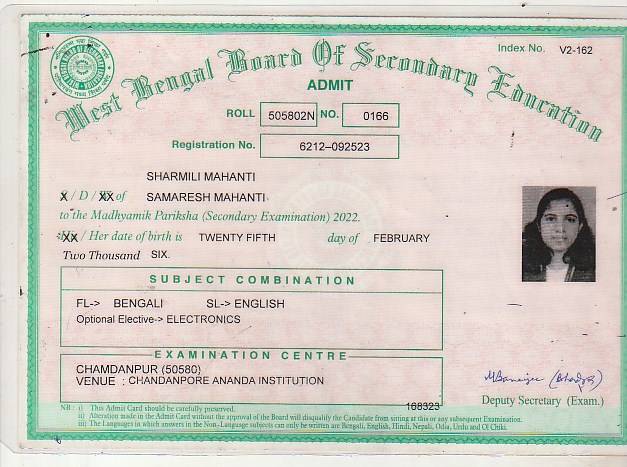 Index No. V2-162
West Bengal Board Of Secondary Education
ADMIT
ROLL 505802N NO. 0166
Registration No. 6212-092523
SHARMILI MAHANTI
S / D / W of SAMARESH MAHANTI
to the Madhyamik Pariksha (Secondary Examination) 2022.
His / Her date of birth is TWENTY FIFTH day of FEBRUARY
Two Thousand SIX.
SUBJECT COMBINATION
FL-> BENGALI SL-> ENGLISH
Optional Elective-> ELECTRONICS
EXAMINATION CENTRE
CHAMDANPUR (50580)
VENUE : CHANDANPORE ANANDA INSTITUTION
168323
Deputy Secretary (Exam.)
NB : i) This Admit Card should be carefully preserved.
ii) Alteration made in the Admit Card without the approval of the Board will disqualify the Candidate from sitting at this or any subsequent Examination.
iii) The Languages in which answers in the Non-Language subjects can only be written are Bengali, English, Hindi, Nepali, Odia, Urdu and Ol Chiki.